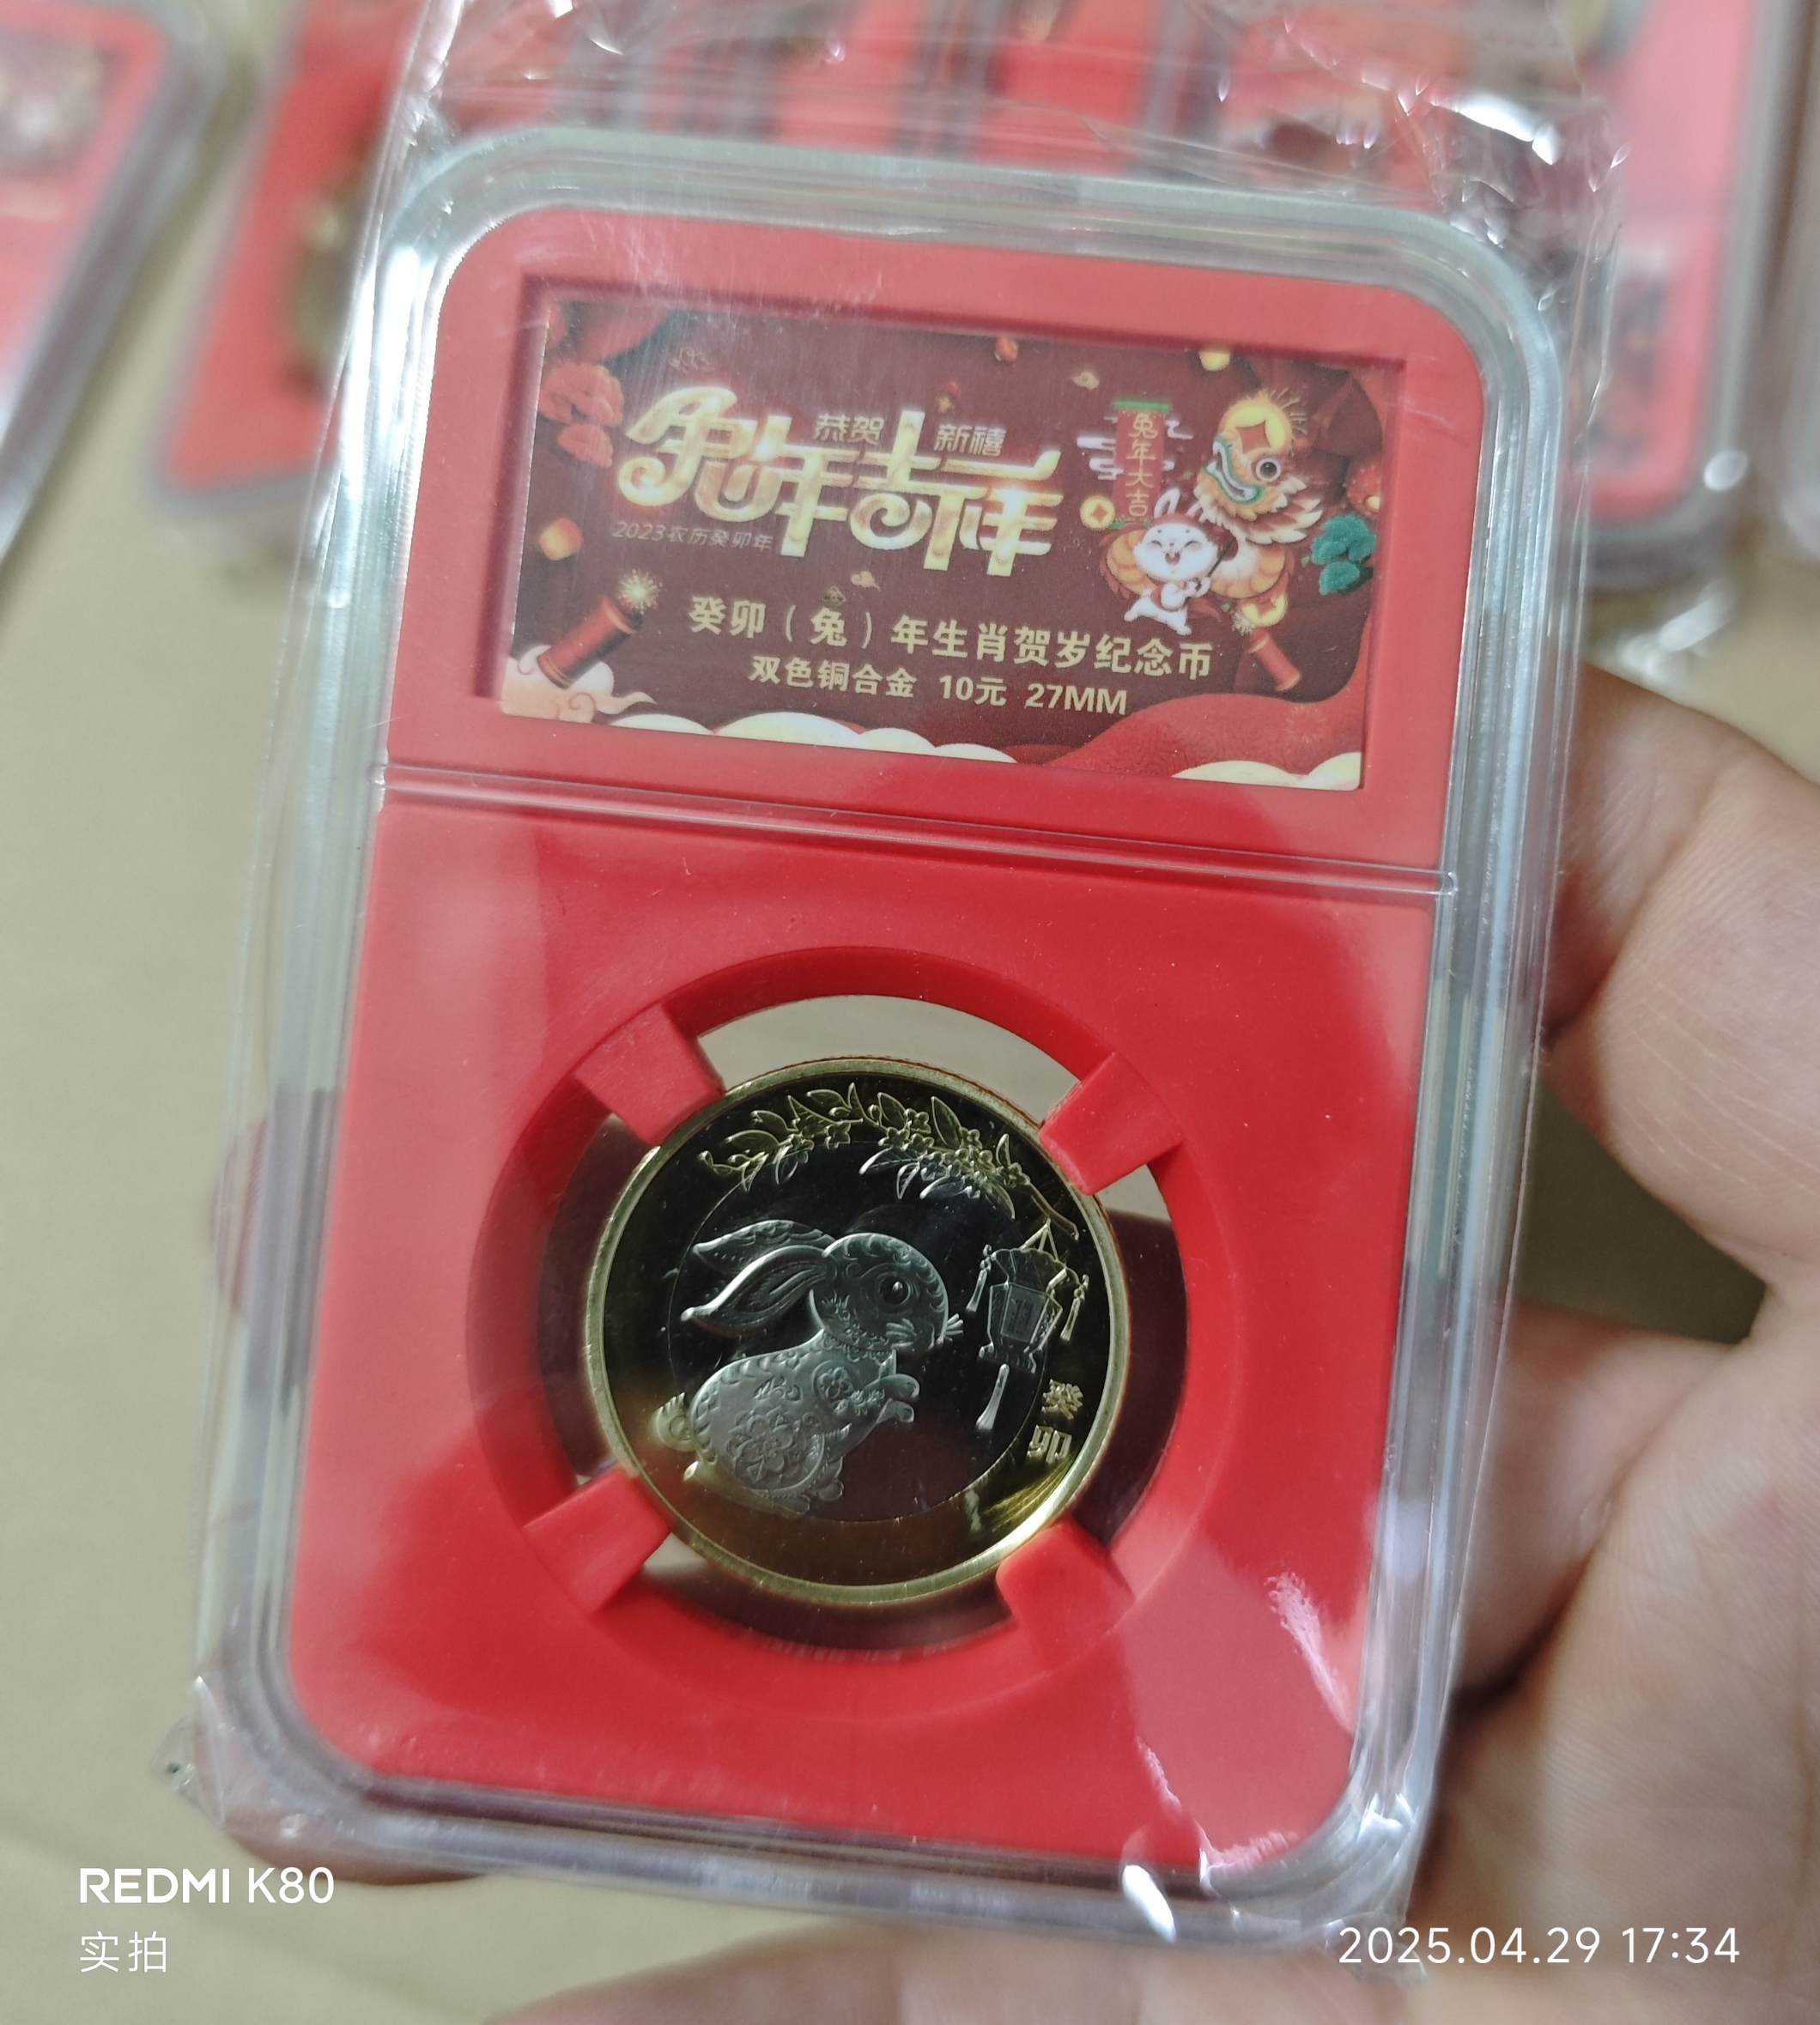 恭贺 新禧
兔年吉祥
2023农历癸卯年
兔年大吉
癸卯（兔）年生肖贺岁纪念币
双色铜合金 10元 27MM
癸卯
REDMI K80
实拍
2025.04.29 17:34